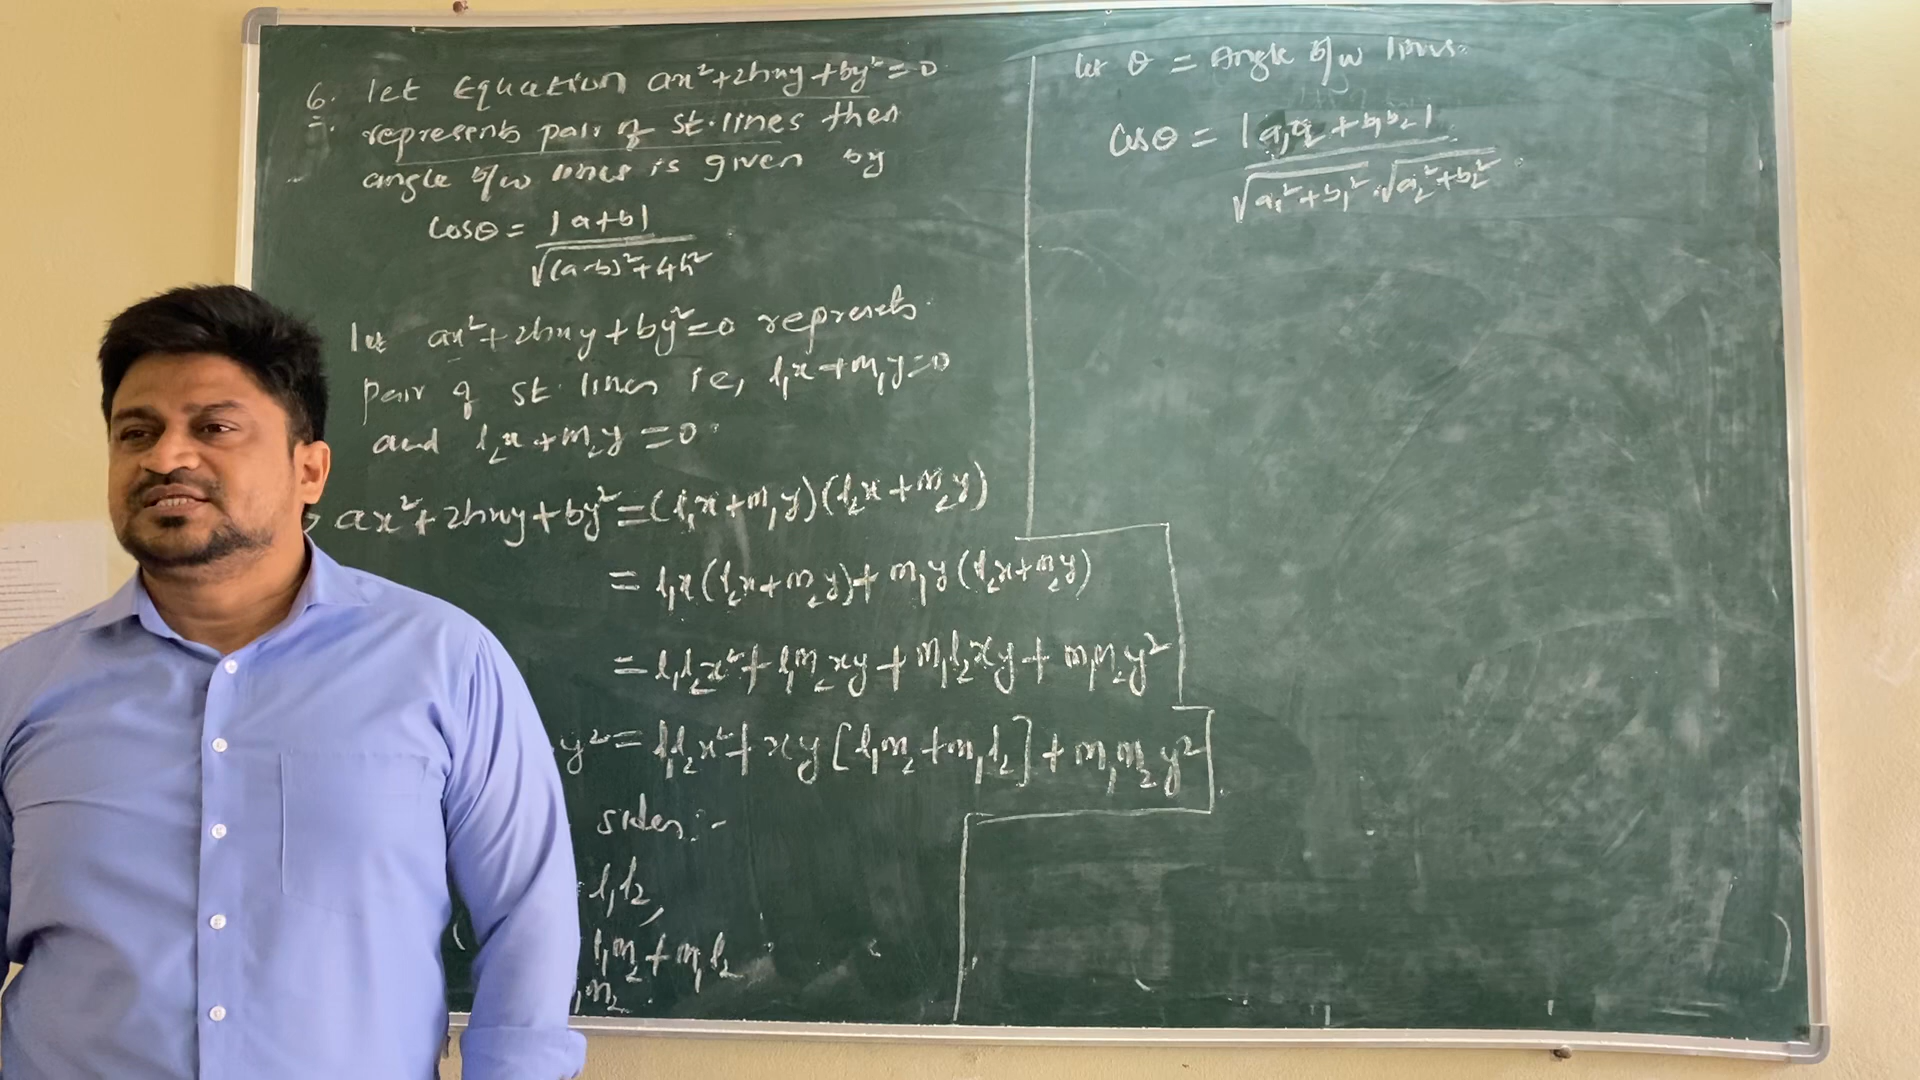 6. let Equation ax²+2hxy+by²=0
represents pair of st.lines then
angle b/w lines is given by
Cosθ = |a+b| / √(a-b)²+4h²
let ax²+2hxy+by²=0 represents
pair of st. lines ie, l₁x+m₁y=0
and l₂x+m₂y=0.
ax²+2hxy+by²=(l₁x+m₁y)(l₂x+m₂y)
= l₁x(l₂x+m₂y)+m₁y(l₂x+m₂y)
= l₁l₂x²+l₁m₂xy+m₁l₂xy+m₁m₂y²
y²= l₁l₂x²+xy[l₁m₂+m₁l₂]+m₁m₂y²
sides:-
l₁l₂,
l₁m₂+m₁l₂
m₂.
let θ = Angle b/w lines.
Cosθ = |a₁a₂+b₁b₂| / √a₁²+b₁² . √a₂²+b₂²